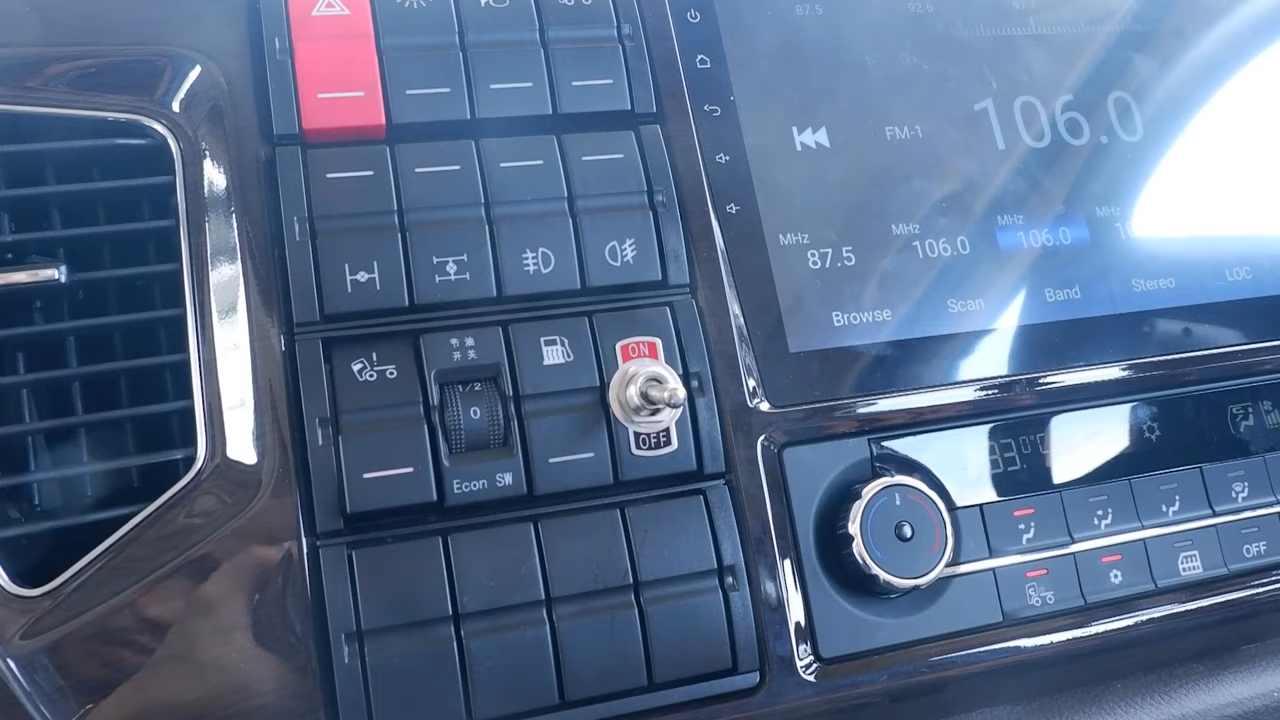 87.5
92.6
FM-1
106.0
MHz
87.5
MHz
106.0
MHz
106.0
MHz
Browse
Scan
Band
Stereo
LOC
节油
开关
1/2
0
Econ SW
ON
OFF
33.0°C
OFF